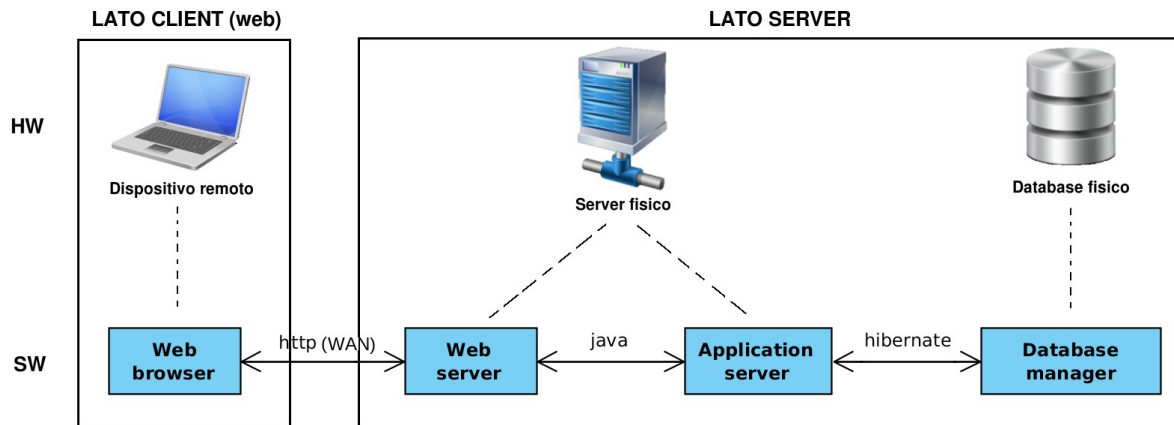 LATO CLIENT (web)
LATO SERVER
HW
Dispositivo remoto
Server fisico
Database fisico
SW
Web
browser
http (WAN)
Web
server
java
Application
server
hibernate
Database
manager